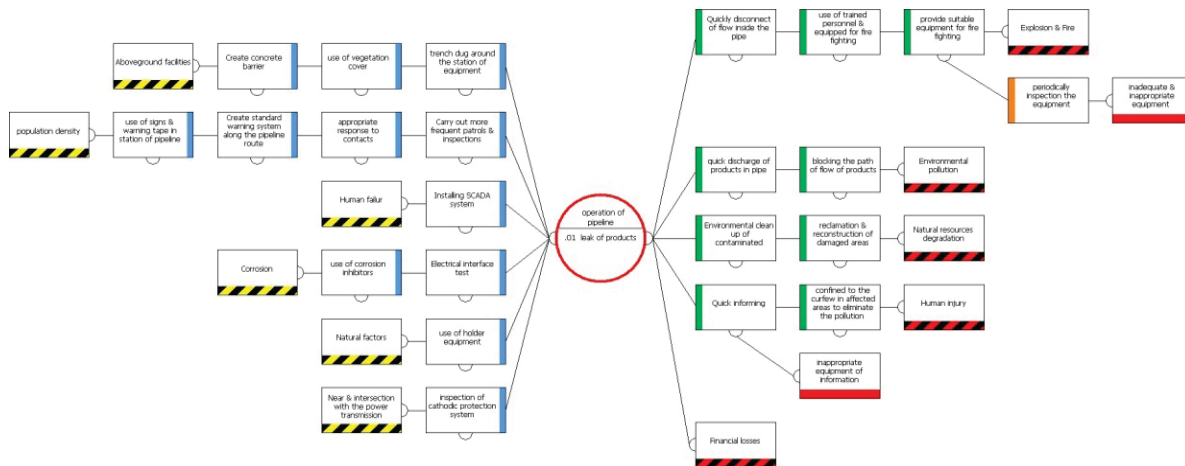 Aboveground facilities
Create concrete
barrier
use of vegetation
cover
trench dug around
the station of
equipment
population density
use of signs &
warning tape in
station of pipeline
Create standard
warning system
along the pipeline
route
appropriate
response to
contacts
Carry out more
frequent patrols &
inspections
Human failur
Installing SCADA
system
Corrosion
use of corrosion
inhibitors
Electrical interface
test
Natural factors
use of holder
equipment
Near & intersection
with the power
transmission
inspection of
cathodic protection
system
operation of
pipeline
.01 leak of products
Quickly disconnect
of flow inside the
pipe
use of trained
personnel &
equipped for fire
fighting
provide suitable
equipment for fire
fighting
Explosion & Fire
periodically
inspection the
equipment
inadequate &
inappropriate
equipment
quick discharge of
products in pipe
blocking the path
of flow of products
Environmental
pollution
Environmental clean
up of
contaminated
reclamation &
reconstruction of
damaged areas
Natural resources
degradation
Quick informing
confined to the
curfew in affected
areas to eliminate
the pollution
Human injury
inappropriate
equipment of
information
Financial losses